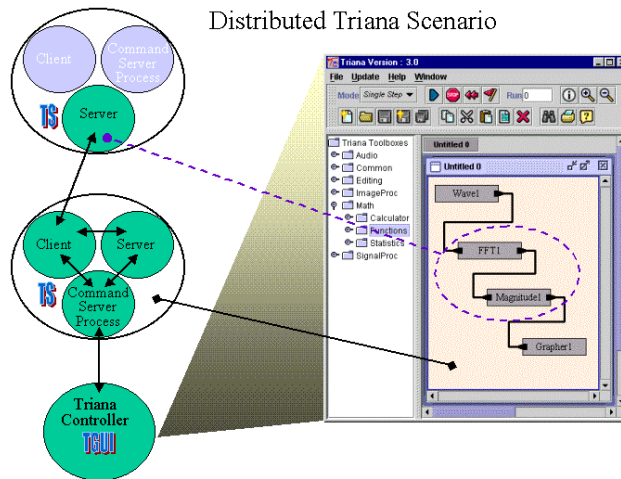 Distributed Triana Scenario
Client
Command
Server
Process
TS
Server
Client
Server
TS
Command
Server
Process
Triana
Controller
TGUI
Triana Version : 3.0
File Update Help Window
Mode Single Step Run 0
Triana Toolboxes
Audio
Common
Editing
ImageProc
Math
Calculator
Functions
Statistics
SignalProc
Untitled 0
Untitled 0
Wave1
FFT1
Magnitude1
Grapher1